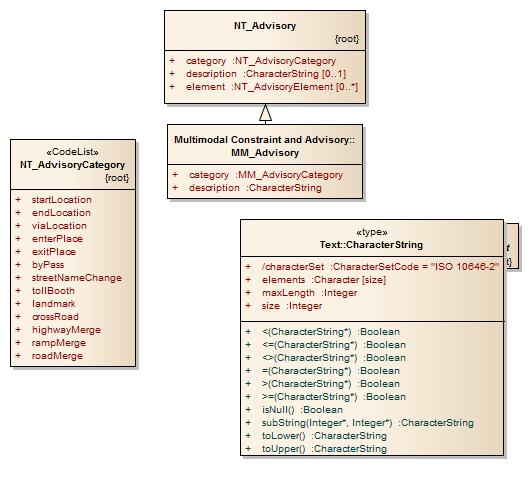 NT_Advisory
{root}
+ category :NT_AdvisoryCategory
+ description :CharacterString [0..1]
+ element :NT_AdvisoryElement [0..*]
Multimodal Constraint and Advisory::
MM_Advisory
+ category :MM_AdvisoryCategory
+ description :CharacterString
«CodeList»
NT_AdvisoryCategory
{root}
+ startLocation
+ endLocation
+ viaLocation
+ enterPlace
+ exitPlace
+ byPass
+ streetNameChange
+ tollBooth
+ landmark
+ crossRoad
+ highwayMerge
+ rampMerge
+ roadMerge
«type»
Text::CharacterString
+ /characterSet :CharacterSetCode = "ISO 10646-2"
+ elements :Character [size]
+ maxLength :Integer
+ size :Integer
+ <(CharacterString*) :Boolean
+ <=(CharacterString*) :Boolean
+ <>(CharacterString*) :Boolean
+ =(CharacterString*) :Boolean
+ >(CharacterString*) :Boolean
+ >=(CharacterString*) :Boolean
+ isNull() :Boolean
+ subString(Integer*, Integer*) :CharacterString
+ toLower() :CharacterString
+ toUpper() :CharacterString